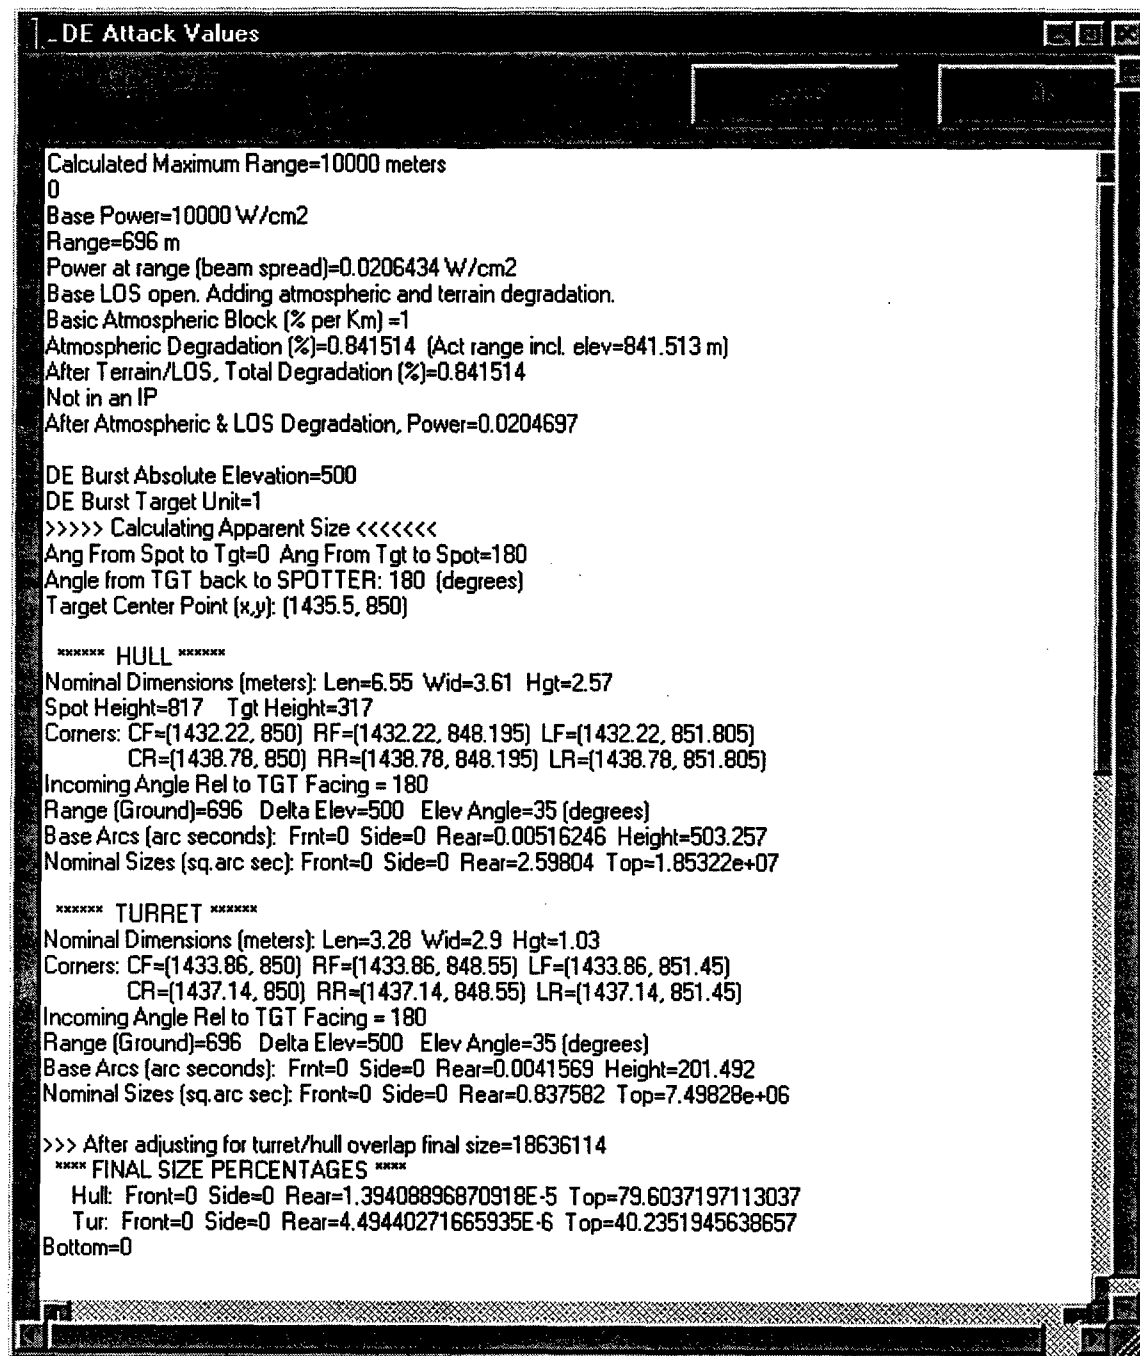 DE Attack Values
Calculated Maximum Range=10000 meters
0
Base Power=10000 W/cm2
Range=696 m
Power at range (beam spread)=0.0206434 W/cm2
Base LOS open. Adding atmospheric and terrain degradation.
Basic Atmospheric Block (% per Km) =1
Atmospheric Degradation (%)=0.841514 (Act range incl. elev=841.513 m)
After Terrain/LOS, Total Degradation (%)=0.841514
Not in an IP
After Atmospheric & LOS Degradation, Power=0.0204697
DE Burst Absolute Elevation=500
DE Burst Target Unit=1
>>>>> Calculating Apparent Size <<<<<<<
Ang From Spot to Tgt=0 Ang From Tgt to Spot=180
Angle from TGT back to SPOTTER: 180 (degrees)
Target Center Point (x,y): (1435.5, 850)
****** HULL ******
Nominal Dimensions (meters): Len=6.55 Wid=3.61 Hgt=2.57
Spot Height=817 Tgt Height=317
Corners: CF=(1432.22, 850) RF=(1432.22, 848.195) LF=(1432.22, 851.805)
CR=(1438.78, 850) RR=(1438.78, 848.195) LR=(1438.78, 851.805)
Incoming Angle Rel to TGT Facing = 180
Range (Ground)=696 Delta Elev=500 Elev Angle=35 (degrees)
Base Arcs (arc seconds): Frnt=0 Side=0 Rear=0.00516246 Height=503.257
Nominal Sizes (sq.arc sec): Front=0 Side=0 Rear=2.59804 Top=1.85322e+07
****** TURRET ******
Nominal Dimensions (meters): Len=3.28 Wid=2.9 Hgt=1.03
Corners: CF=(1433.86, 850) RF=(1433.86, 848.55) LF=(1433.86, 851.45)
CR=(1437.14, 850) RR=(1437.14, 848.55) LR=(1437.14, 851.45)
Incoming Angle Rel to TGT Facing = 180
Range (Ground)=696 Delta Elev=500 Elev Angle=35 (degrees)
Base Arcs (arc seconds): Frnt=0 Side=0 Rear=0.0041569 Height=201.492
Nominal Sizes (sq.arc sec): Front=0 Side=0 Rear=0.837582 Top=7.49828e+06
>>> After adjusting for turret/hull overlap final size=18636114
**** FINAL SIZE PERCENTAGES ****
Hull: Front=0 Side=0 Rear=1.39408896870918E-5 Top=79.6037197113037
Tur: Front=0 Side=0 Rear=4.49440271665935E-6 Top=40.2351945638657
Bottom=0